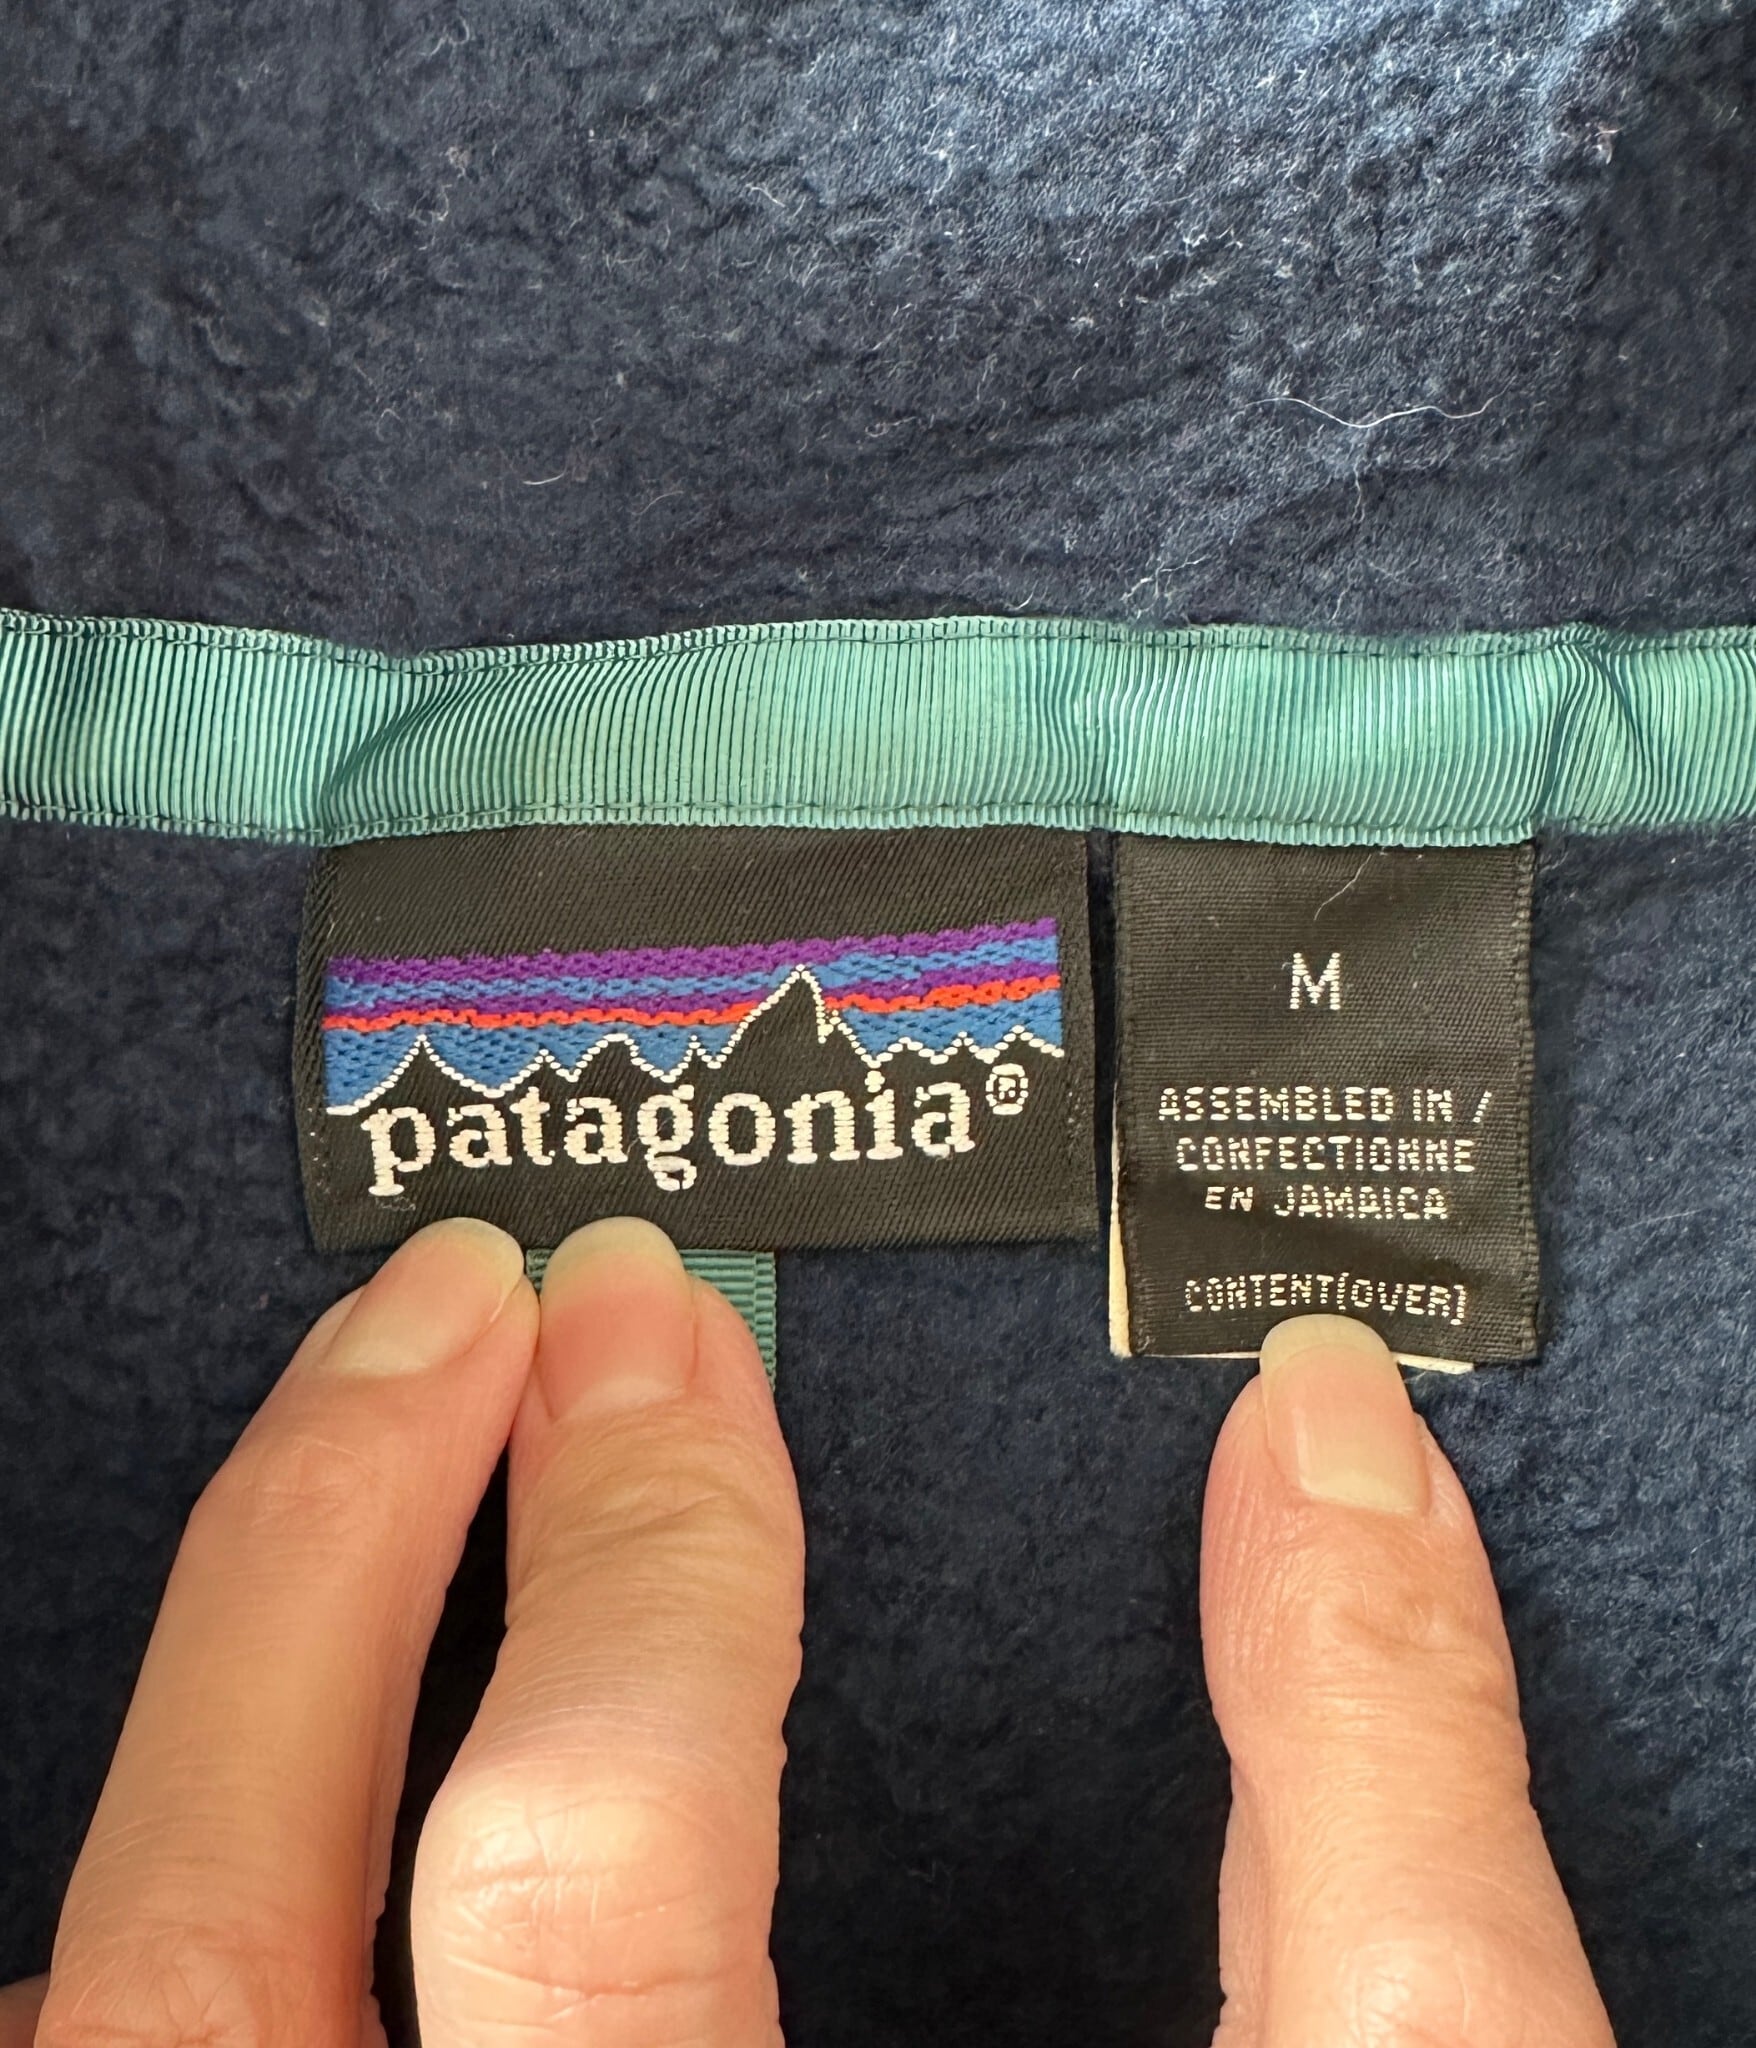 patagonia®
M
ASSEMBLED IN /
CONFECTIONNE
EN JAMAICA
CONTENT(OVER)